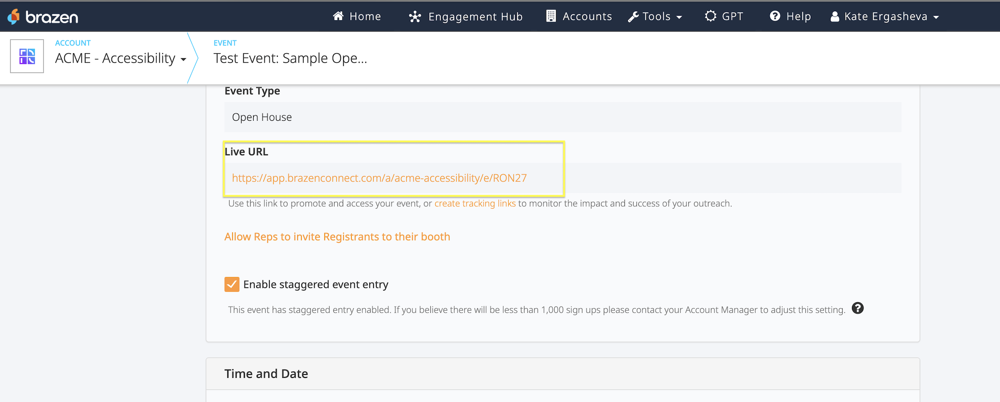 brazen
Home
Engagement Hub
Accounts
Tools
GPT
Help
Kate Ergasheva
ACCOUNT
ACME - Accessibility
EVENT
Test Event: Sample Ope...
Event Type
Open House
Live URL
https://app.brazenconnect.com/a/acme-accessibility/e/RON27
Use this link to promote and access your event, or create tracking links to monitor the impact and success of your outreach.
Allow Reps to invite Registrants to their booth
Enable staggered event entry
This event has staggered entry enabled. If you believe there will be less than 1,000 sign ups please contact your Account Manager to adjust this setting.
Time and Date